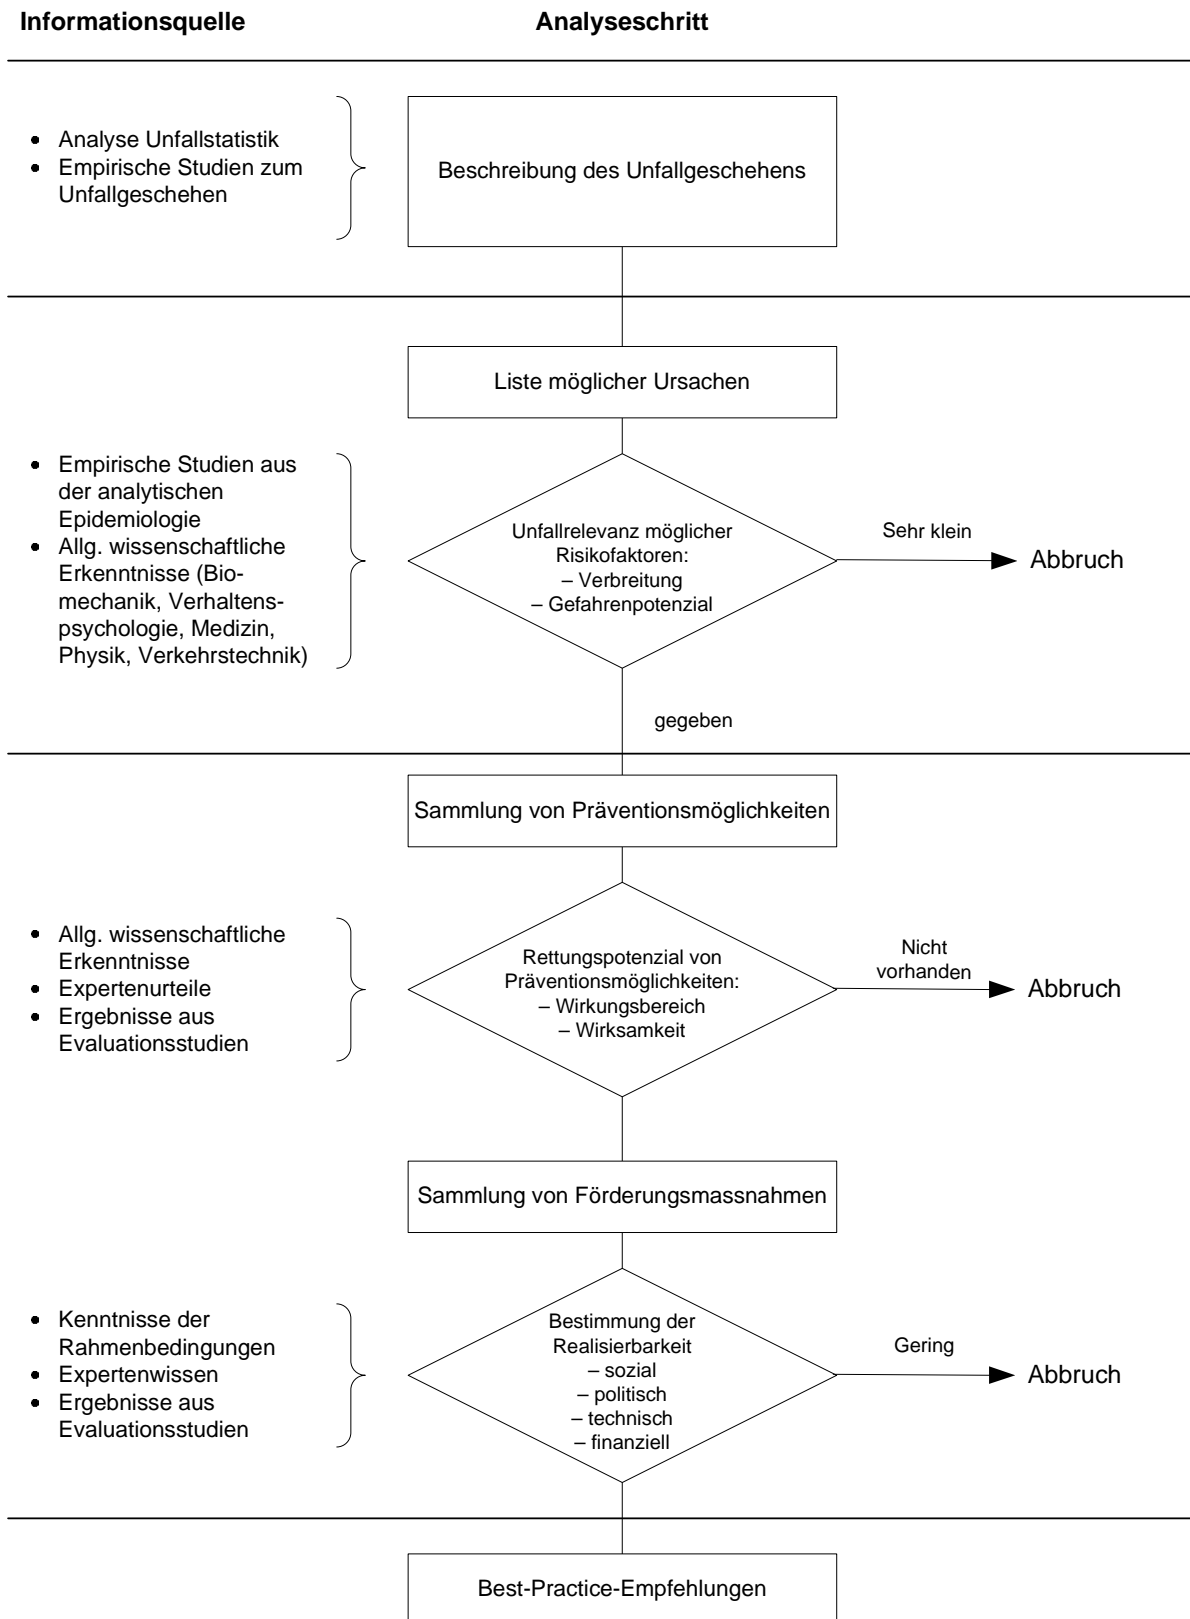 Informationsquelle
Analyseschritt
• Analyse Unfallstatistik
• Empirische Studien zum
Unfallgeschehen
Beschreibung des Unfallgeschehens
Liste möglicher Ursachen
• Empirische Studien aus
der analytischen
Epidemiologie
• Allg. wissenschaftliche
Erkenntnisse (Bio-
mechanik, Verhaltens-
psychologie, Medizin,
Physik, Verkehrstechnik)
Unfallrelevanz möglicher
Risikofaktoren:
– Verbreitung
– Gefahrenpotenzial
Sehr klein
Abbruch
gegeben
Sammlung von Präventionsmöglichkeiten
• Allg. wissenschaftliche
Erkenntnisse
• Expertenurteile
• Ergebnisse aus
Evaluationsstudien
Rettungspotenzial von
Präventionsmöglichkeiten:
– Wirkungsbereich
– Wirksamkeit
Nicht
vorhanden
Abbruch
Sammlung von Förderungsmassnahmen
• Kenntnisse der
Rahmenbedingungen
• Expertenwissen
• Ergebnisse aus
Evaluationsstudien
Bestimmung der
Realisierbarkeit
– sozial
– politisch
– technisch
– finanziell
Gering
Abbruch
Best-Practice-Empfehlungen